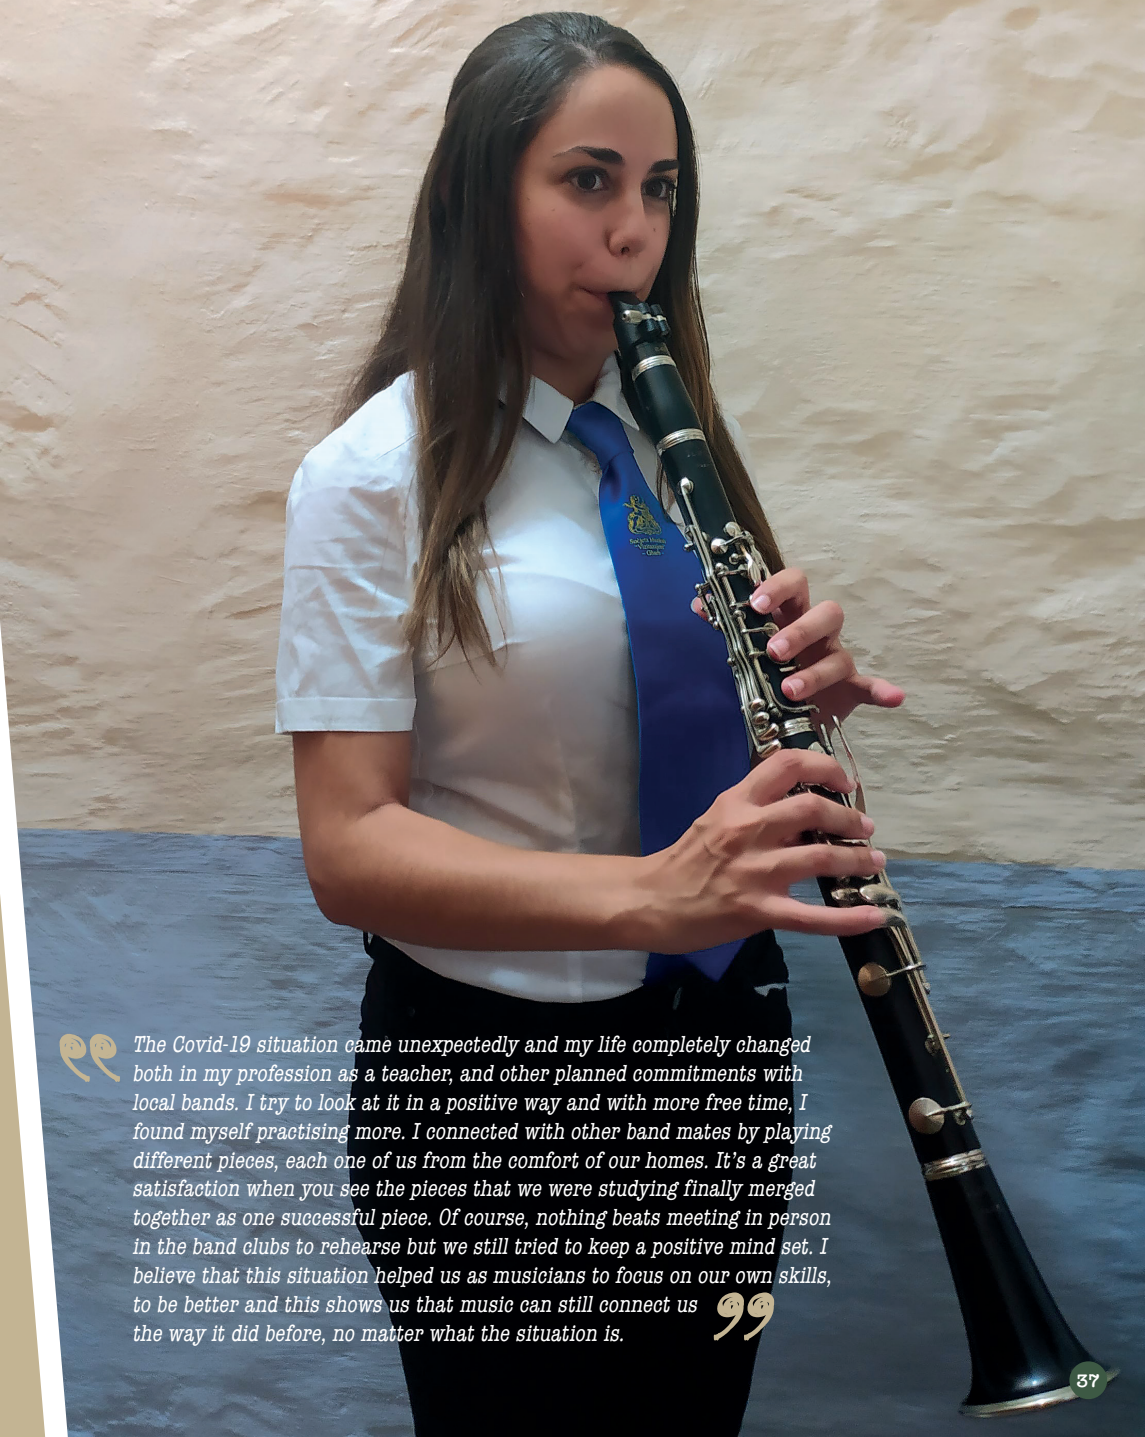 Soċjetà Mużikali
"Viżitazzjoni"
- Għarb -
The Covid-19 situation came unexpectedly and my life completely changed
both in my profession as a teacher, and other planned commitments with
local bands. I try to look at it in a positive way and with more free time, I
found myself practising more. I connected with other band mates by playing
different pieces, each one of us from the comfort of our homes. It's a great
satisfaction when you see the pieces that we were studying finally merged
together as one successful piece. Of course, nothing beats meeting in person
in the band clubs to rehearse but we still tried to keep a positive mind set. I
believe that this situation helped us as musicians to focus on our own skills,
to be better and this shows us that music can still connect us
the way it did before, no matter what the situation is.
37